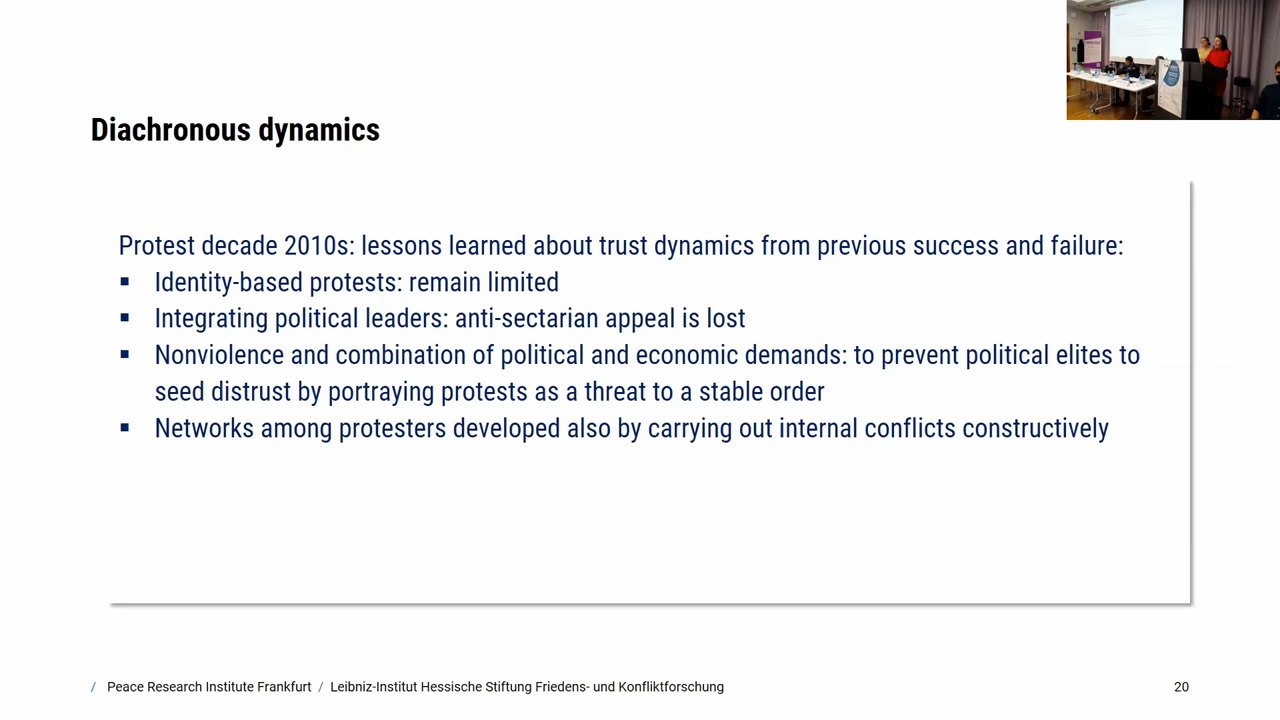 Diachronous dynamics
Protest decade 2010s: lessons learned about trust dynamics from previous success and failure:
▪ Identity-based protests: remain limited
▪ Integrating political leaders: anti-sectarian appeal is lost
▪ Nonviolence and combination of political and economic demands: to prevent political elites to
seed distrust by portraying protests as a threat to a stable order
▪ Networks among protesters developed also by carrying out internal conflicts constructively
/ Peace Research Institute Frankfurt / Leibniz-Institut Hessische Stiftung Friedens- und Konfliktforschung
20